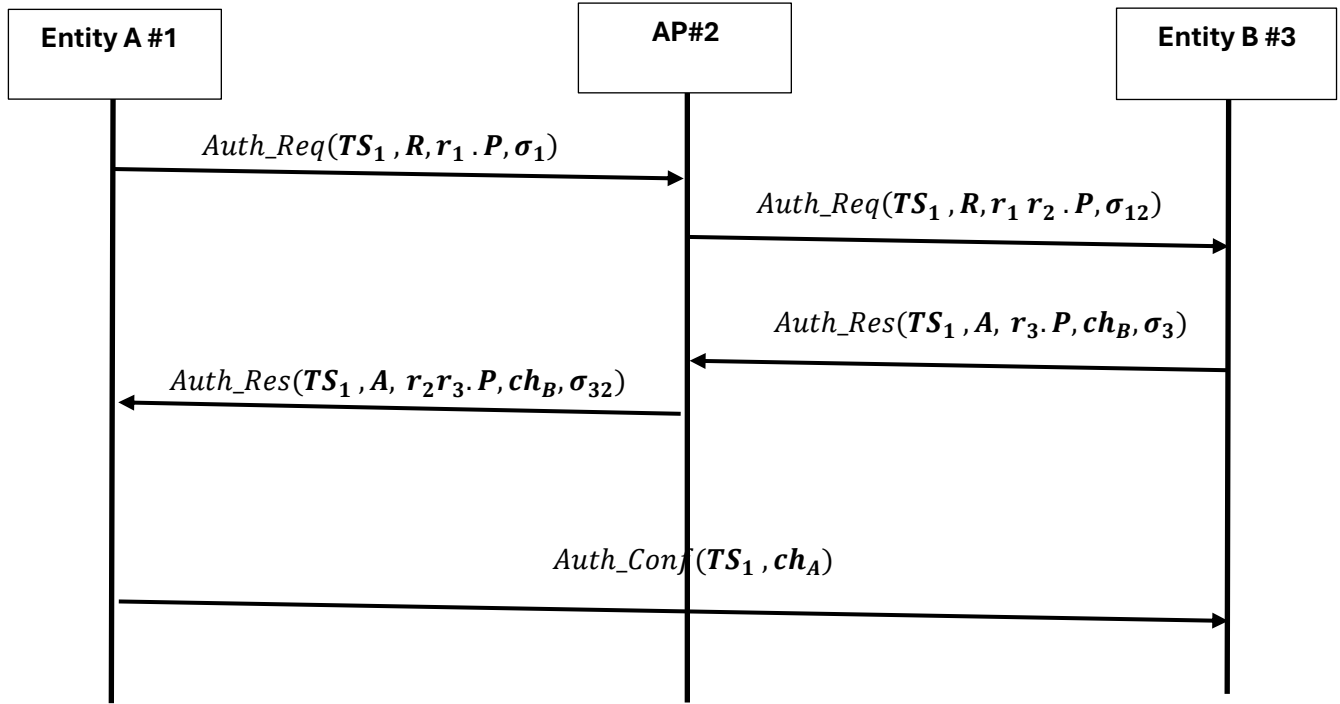 Entity A #1
AP#2
Entity B #3
Auth_Req(TS₁ , R, r₁ . P, σ₁)
Auth_Req(TS₁ , R, r₁ r₂ . P, σ₁₂)
Auth_Res(TS₁ , A, r₃. P, ch_B, σ₃)
Auth_Res(TS₁ , A, r₂r₃. P, ch_B, σ₃₂)
Auth_Conf(TS₁ , ch_A)